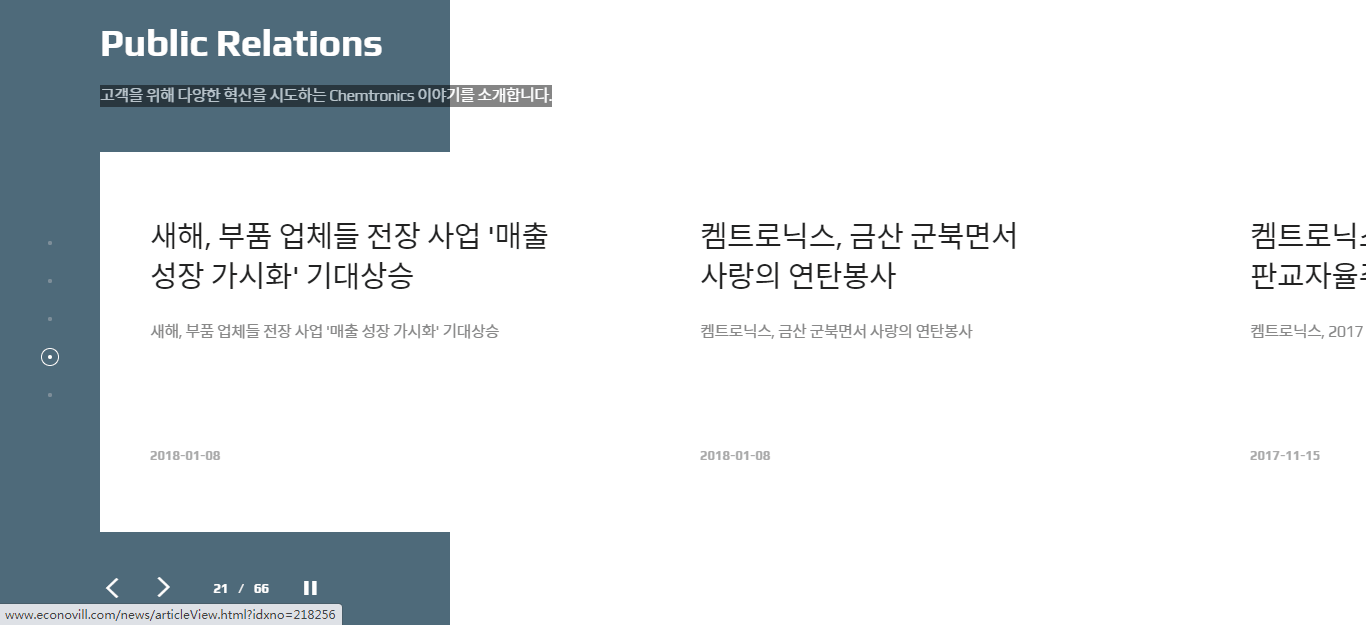 Public Relations
고객을 위해 다양한 혁신을 시도하는 Chemtronics 이야기를 소개합니다.
새해, 부품 업체들 전장 사업 '매출
성장 가시화' 기대상승
새해, 부품 업체들 전장 사업 '매출 성장 가시화' 기대상승
2018-01-08
켐트로닉스, 금산 군북면서
사랑의 연탄봉사
켐트로닉스, 금산 군북면서 사랑의 연탄봉사
2018-01-08
켐트로닉스
판교자율주
켐트로닉스, 2017
2017-11-15
21 / 66
www.econovill.com/news/articleView.html?idxno=218256